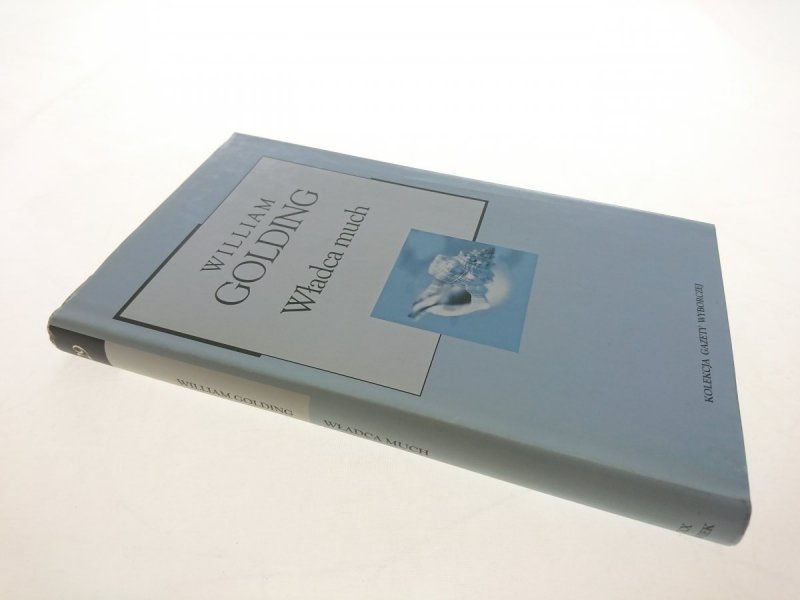 WILLIAM
GOLDING
Władca much
KOLEKCJA GAZETY WYBORCZEJ
WILLIAM GOLDING
WŁADCA MUCH